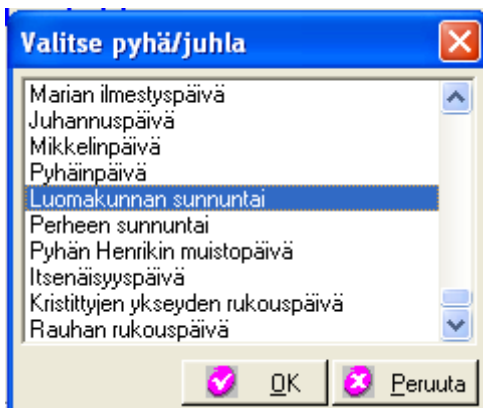 Valitse pyhä/juhla
Marian ilmestyspäivä
Juhannuspäivä
Mikkelinpäivä
Pyhäinpäivä
Luomakunnan sunnuntai
Perheen sunnuntai
Pyhän Henrikin muistopäivä
Itsenäisyyspäivä
Kristittyjen ykseyden rukouspäivä
Rauhan rukouspäivä
OK Peruuta